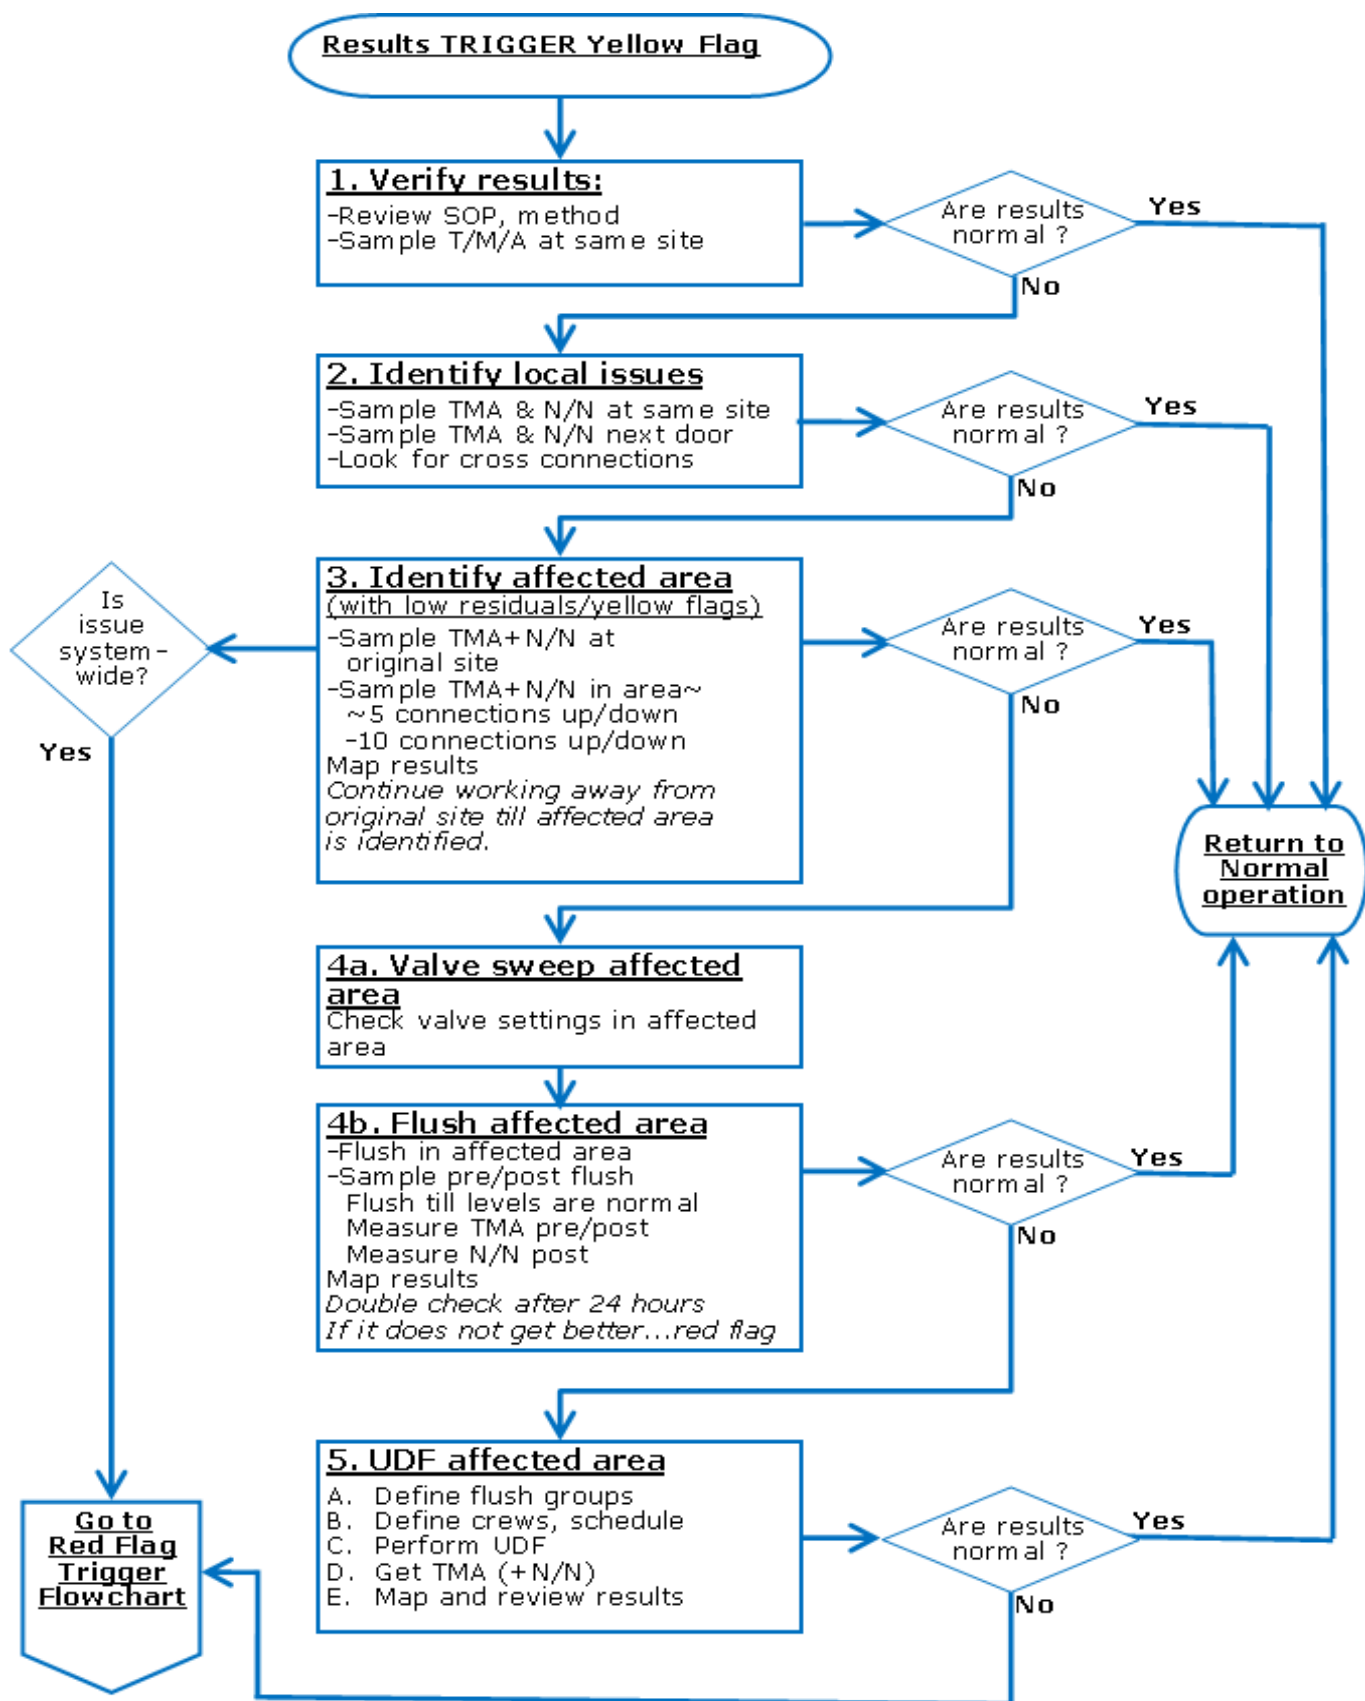 Results TRIGGER Yellow Flag
1. Verify results:
-Review SOP, method
-Sample T/M/A at same site
Are results
normal ?
Yes
No
2. Identify local issues
-Sample TMA & N/N at same site
-Sample TMA & N/N next door
-Look for cross connections
Are results
normal ?
Yes
No
3. Identify affected area
(with low residuals/yellow flags)
-Sample TMA+N/N at
original site
-Sample TMA+N/N in area~
~5 connections up/down
-10 connections up/down
Map results
Continue working away from
original site till affected area
is identified.
Is
issue
system-
wide?
Yes
Are results
normal ?
Yes
No
Return to
Normal
operation
4a. Valve sweep affected
area
Check valve settings in affected
area
4b. Flush affected area
-Flush in affected area
-Sample pre/post flush
Flush till levels are normal
Measure TMA pre/post
Measure N/N post
Map results
Double check after 24 hours
If it does not get better...red flag
Are results
normal ?
Yes
No
5. UDF affected area
A. Define flush groups
B. Define crews, schedule
C. Perform UDF
D. Get TMA (+N/N)
E. Map and review results
Are results
normal ?
Yes
No
Go to
Red Flag
Trigger
Flowchart